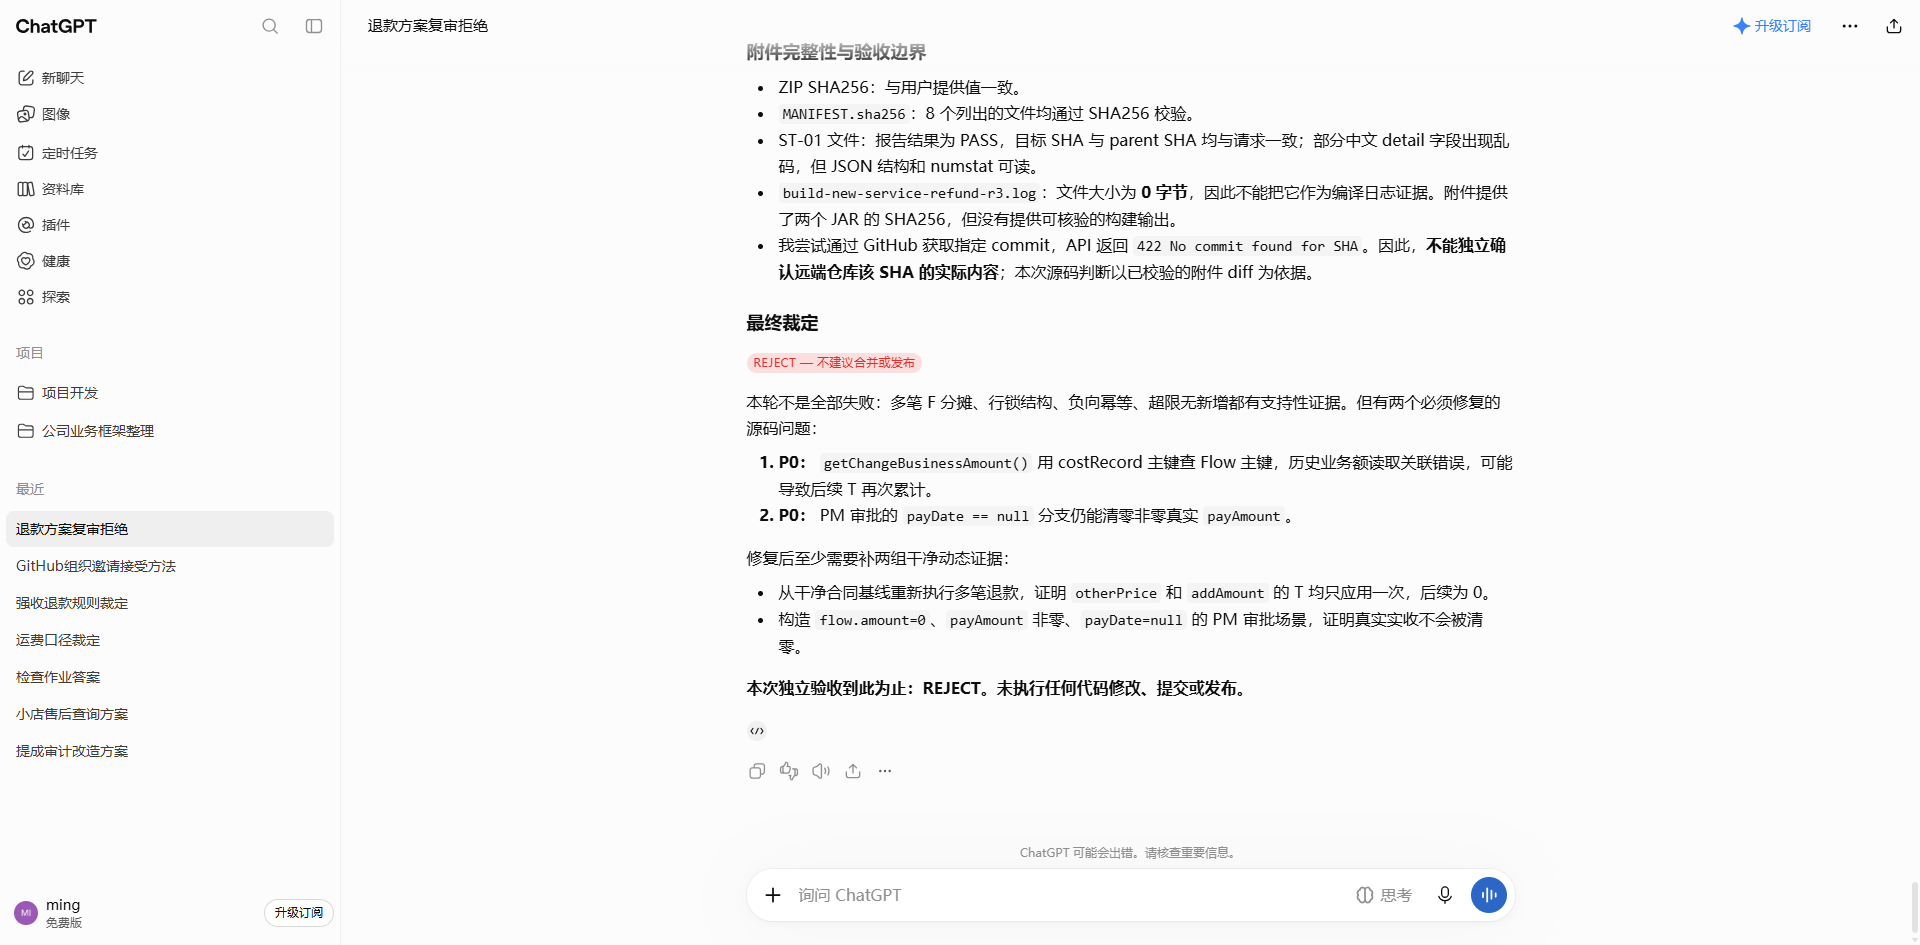 ChatGPT
新聊天
图像
定时任务
资料库
插件
健康
探索
项目
项目开发
公司业务框架整理
最近
退款方案复审拒绝
GitHub组织邀请接受方法
强收退款规则裁定
运费口径裁定
检查作业答案
小店售后查询方案
提成审计改造方案
MI
ming
免费版
升级订阅
退款方案复审拒绝
升级订阅
附件完整性与验收边界
ZIP SHA256：与用户提供值一致。
MANIFEST.sha256：8 个列出的文件均通过 SHA256 校验。
ST-01 文件：报告结果为 PASS，目标 SHA 与 parent SHA 均与请求一致；部分中文 detail 字段出现乱
码，但 JSON 结构和 numstat 可读。
build-new-service-refund-r3.log：文件大小为 0 字节，因此不能把它作为编译日志证据。附件提供
了两个 JAR 的 SHA256，但没有提供可核验的构建输出。
我尝试通过 GitHub 获取指定 commit，API 返回 422 No commit found for SHA。因此，不能独立确
认远端仓库该 SHA 的实际内容；本次源码判断以已校验的附件 diff 为依据。
最终裁定
REJECT — 不建议合并或发布
本轮不是全部失败：多笔 F 分摊、行锁结构、负向幂等、超限无新增都有支持性证据。但有两个必须修复的
源码问题：
1. P0： getChangeBusinessAmount() 用 costRecord 主键查 Flow 主键，历史业务额读取关联错误，可能
导致后续 T 再次累计。
2. P0： PM 审批的 payDate == null 分支仍能清零非零真实 payAmount。
修复后至少需要补两组干净动态证据：
从干净合同基线重新执行多笔退款，证明 otherPrice 和 addAmount 的 T 均只应用一次，后续为 0。
构造 flow.amount=0、payAmount 非零、payDate=null 的 PM 审批场景，证明真实实收不会被清
零。
本次独立验收到此为止：REJECT。未执行任何代码修改、提交或发布。
ChatGPT 可能会出错。请核查重要信息。
询问 ChatGPT
思考